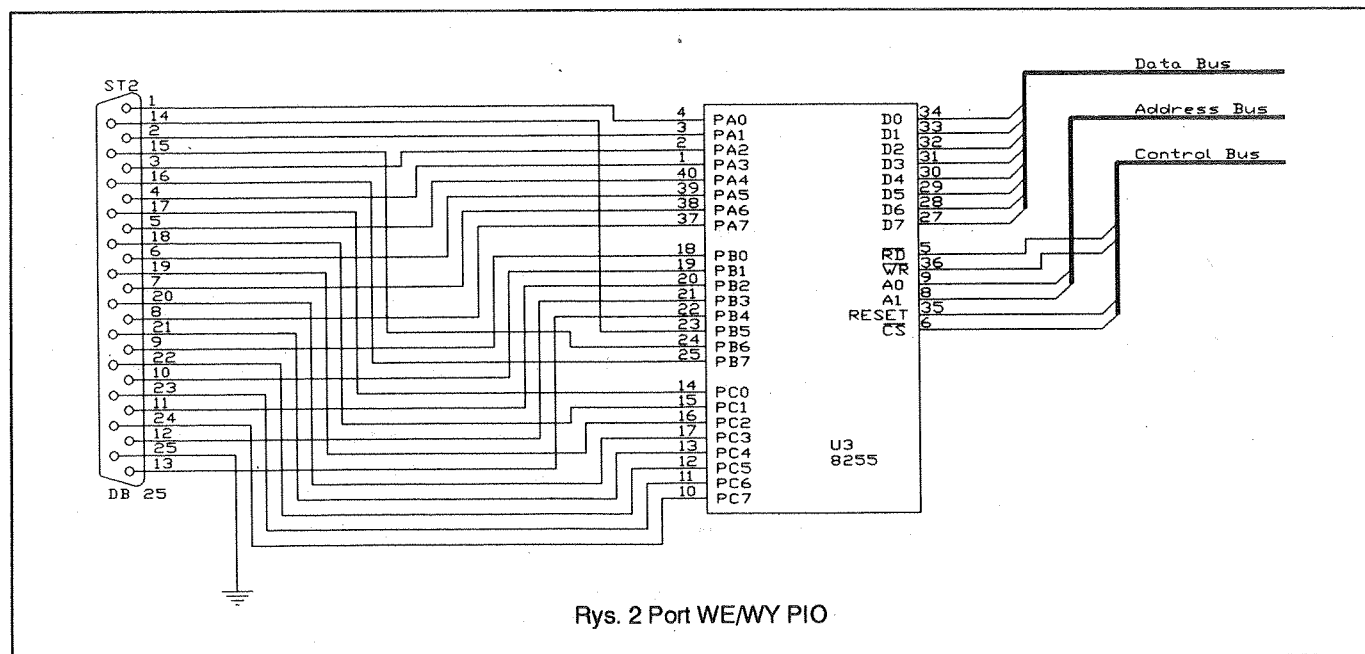 ST2
1
14
2
15
3
16
4
17
5
18
6
19
7
20
8
21
9
22
10
23
11
24
12
25
13
DB 25
4 PA0
3 PA1
2 PA2
1 PA3
40 PA4
39 PA5
38 PA6
37 PA7
18 PB0
19 PB1
20 PB2
21 PB3
22 PB4
23 PB5
24 PB6
25 PB7
14 PC0
15 PC1
16 PC2
17 PC3
13 PC4
12 PC5
11 PC6
10 PC7
D0 34
D1 33
D2 32
D3 31
D4 30
D5 29
D6 28
D7 27
RD 5
WR 36
A0 9
A1 8
RESET 35
CS 6
U3
8255
Data Bus
Address Bus
Control Bus
Rys. 2 Port WE/WY PIO